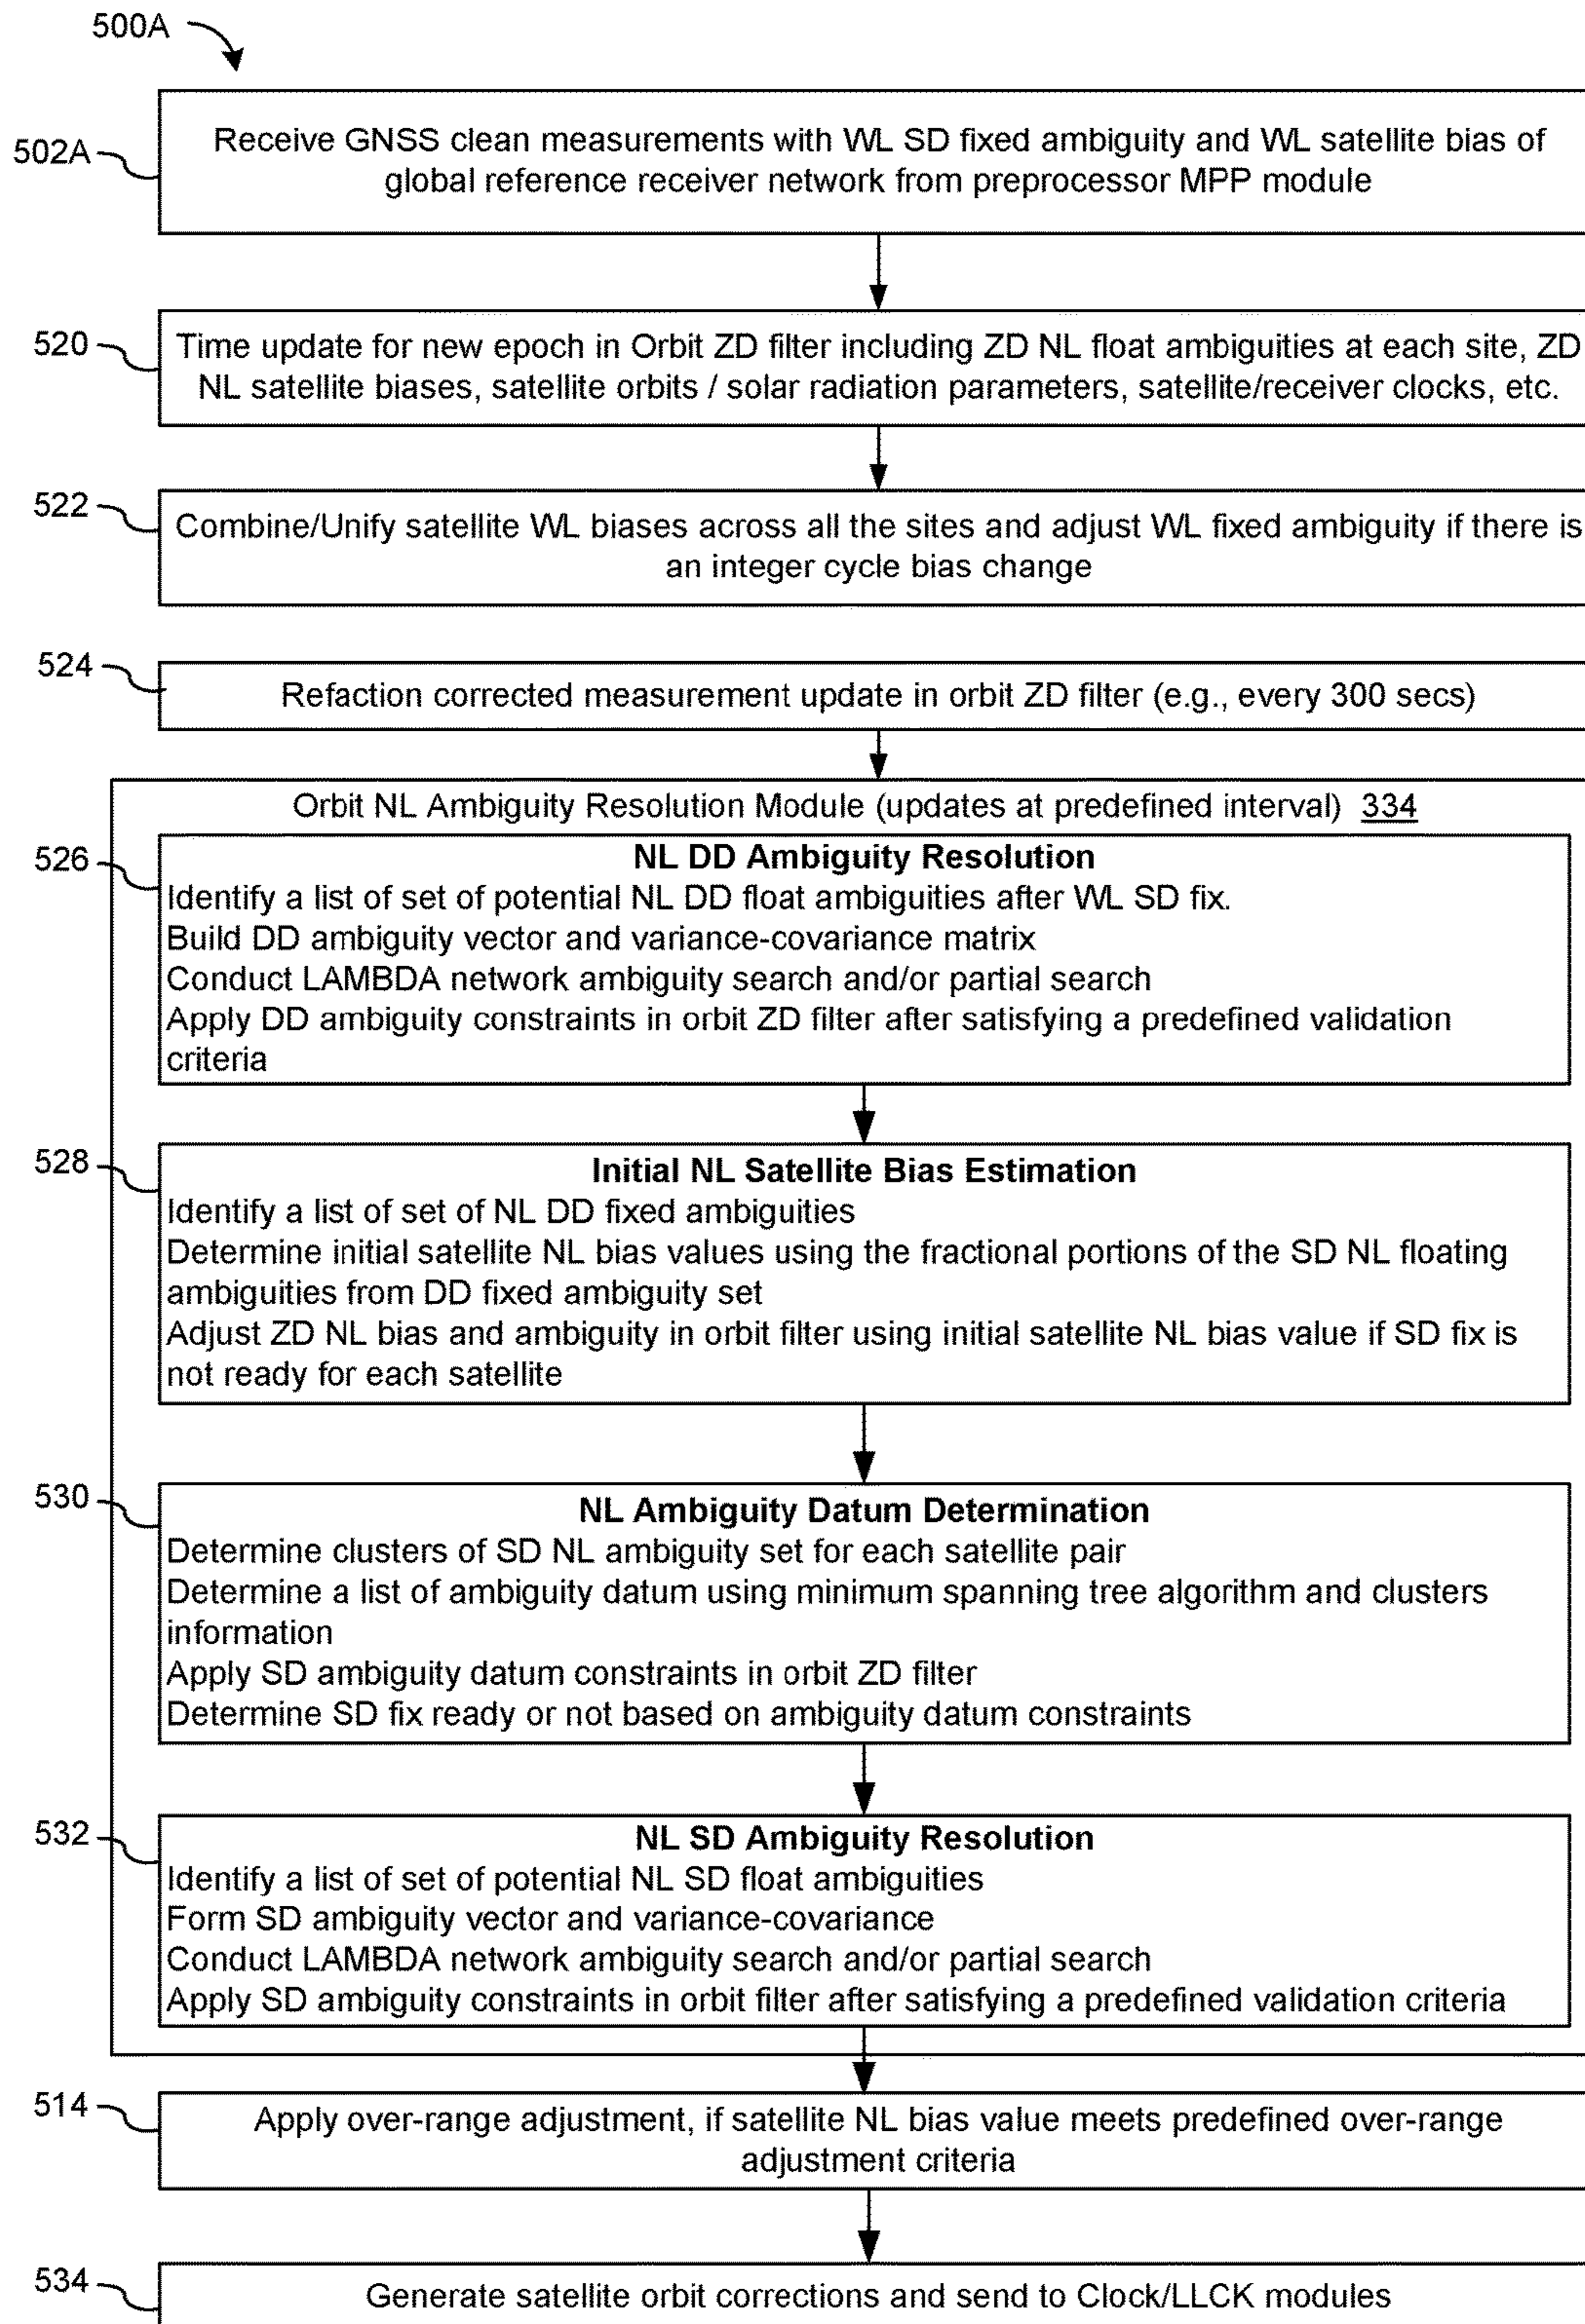 500A
502A
Receive GNSS clean measurements with WL SD fixed ambiguity and WL satellite bias of
global reference receiver network from preprocessor MPP module
520
Time update for new epoch in Orbit ZD filter including ZD NL float ambiguities at each site, ZD
NL satellite biases, satellite orbits / solar radiation parameters, satellite/receiver clocks, etc.
522
Combine/Unify satellite WL biases across all the sites and adjust WL fixed ambiguity if there is
an integer cycle bias change
524
Refaction corrected measurement update in orbit ZD filter (e.g., every 300 secs)
Orbit NL Ambiguity Resolution Module (updates at predefined interval) 334
526
NL DD Ambiguity Resolution
Identify a list of set of potential NL DD float ambiguities after WL SD fix.
Build DD ambiguity vector and variance-covariance matrix
Conduct LAMBDA network ambiguity search and/or partial search
Apply DD ambiguity constraints in orbit ZD filter after satisfying a predefined validation
criteria
528
Initial NL Satellite Bias Estimation
Identify a list of set of NL DD fixed ambiguities
Determine initial satellite NL bias values using the fractional portions of the SD NL floating
ambiguities from DD fixed ambiguity set
Adjust ZD NL bias and ambiguity in orbit filter using initial satellite NL bias value if SD fix is
not ready for each satellite
530
NL Ambiguity Datum Determination
Determine clusters of SD NL ambiguity set for each satellite pair
Determine a list of ambiguity datum using minimum spanning tree algorithm and clusters
information
Apply SD ambiguity datum constraints in orbit ZD filter
Determine SD fix ready or not based on ambiguity datum constraints
532
NL SD Ambiguity Resolution
Identify a list of set of potential NL SD float ambiguities
Form SD ambiguity vector and variance-covariance
Conduct LAMBDA network ambiguity search and/or partial search
Apply SD ambiguity constraints in orbit filter after satisfying a predefined validation criteria
514
Apply over-range adjustment, if satellite NL bias value meets predefined over-range
adjustment criteria
534
Generate satellite orbit corrections and send to Clock/LLCK modules